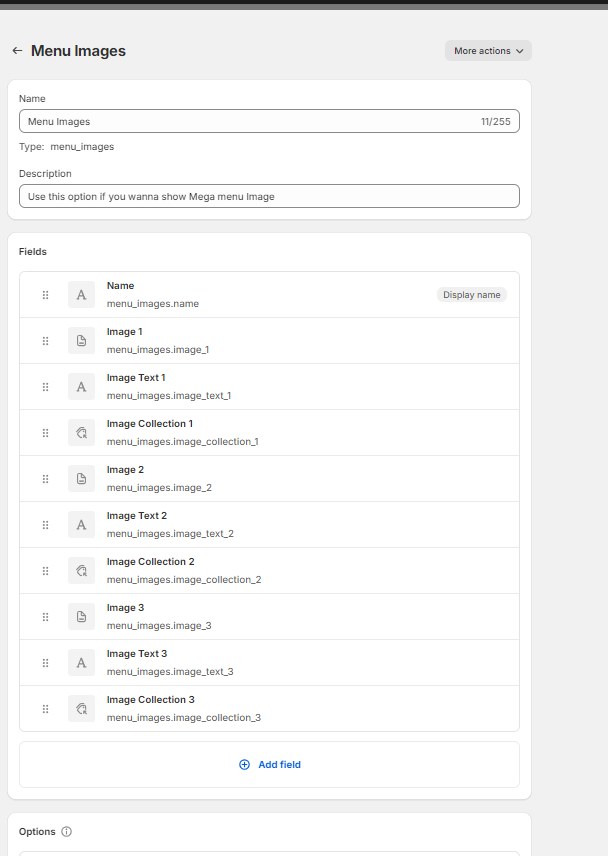 Menu Images
More actions
Name
Menu Images 11/255
Type: menu_images
Description
Use this option if you wanna show Mega menu Image
Fields
Name
menu_images.name
Display name
Image 1
menu_images.image_1
Image Text 1
menu_images.image_text_1
Image Collection 1
menu_images.image_collection_1
Image 2
menu_images.image_2
Image Text 2
menu_images.image_text_2
Image Collection 2
menu_images.image_collection_2
Image 3
menu_images.image_3
Image Text 3
menu_images.image_text_3
Image Collection 3
menu_images.image_collection_3
Add field
Options